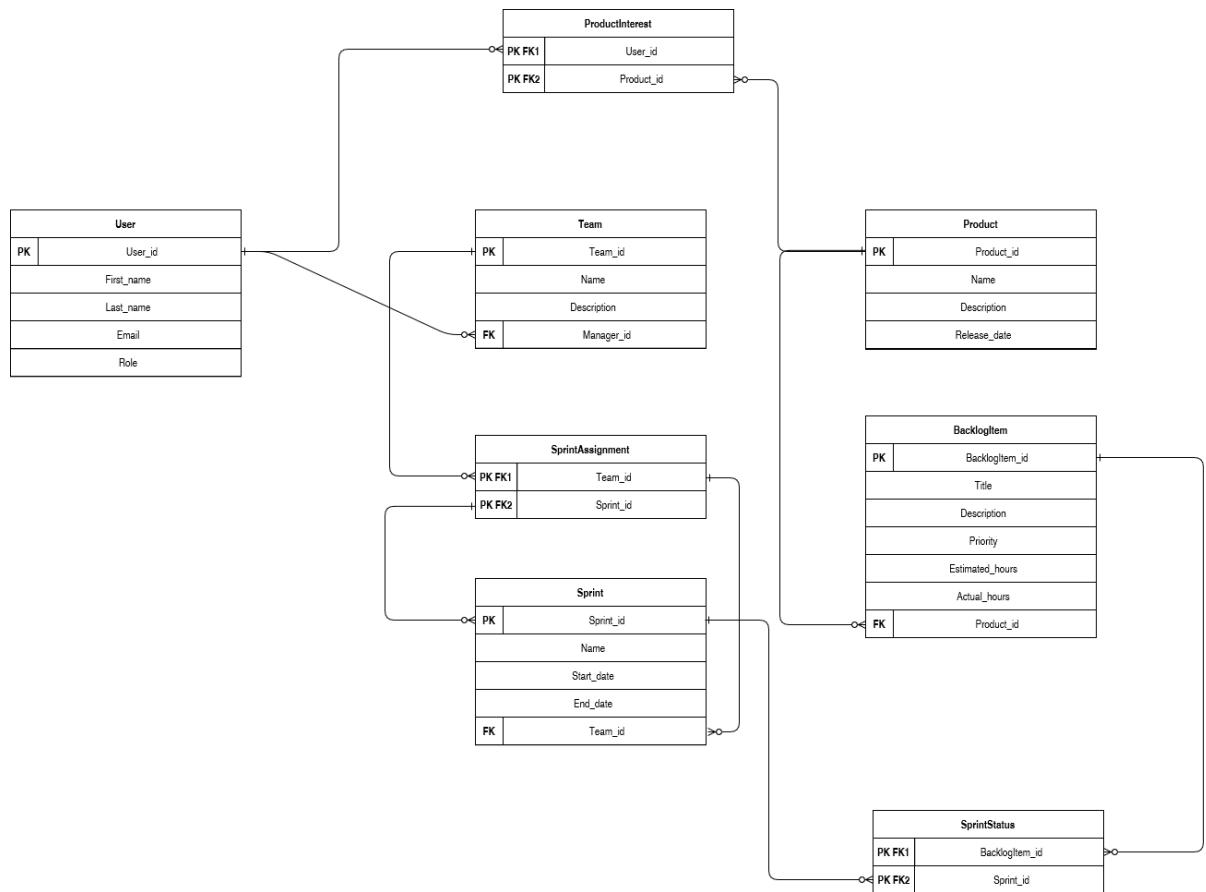 ProductInterest
PK FK1 User_id
PK FK2 Product_id
User
PK User_id
First_name
Last_name
Email
Role
Team
PK Team_id
Name
Description
FK Manager_id
Product
PK Product_id
Name
Description
Release_date
SprintAssignment
PK FK1 Team_id
PK FK2 Sprint_id
BacklogItem
PK BacklogItem_id
Title
Description
Priority
Estimated_hours
Actual_hours
FK Product_id
Sprint
PK Sprint_id
Name
Start_date
End_date
FK Team_id
SprintStatus
PK FK1 BacklogItem_id
PK FK2 Sprint_id